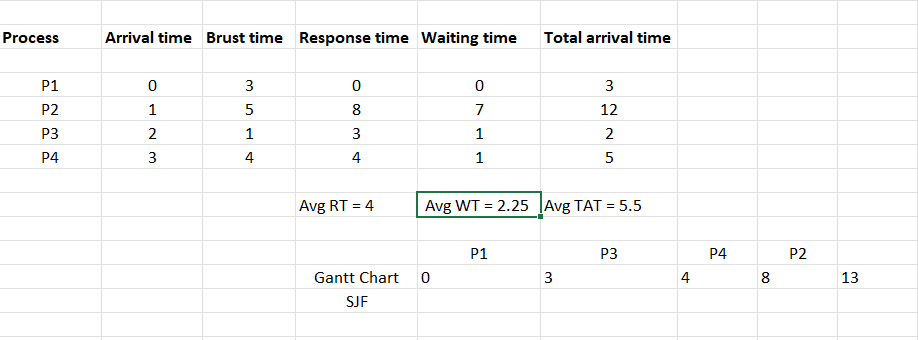 Process Arrival time Brust time Response time Waiting time Total arrival time
P1 0 3 0 0 3
P2 1 5 8 7 12
P3 2 1 3 1 2
P4 3 4 4 1 5
Avg RT = 4 Avg WT = 2.25 Avg TAT = 5.5
P1 P3 P4 P2
Gantt Chart 0 3 4 8 13
SJF